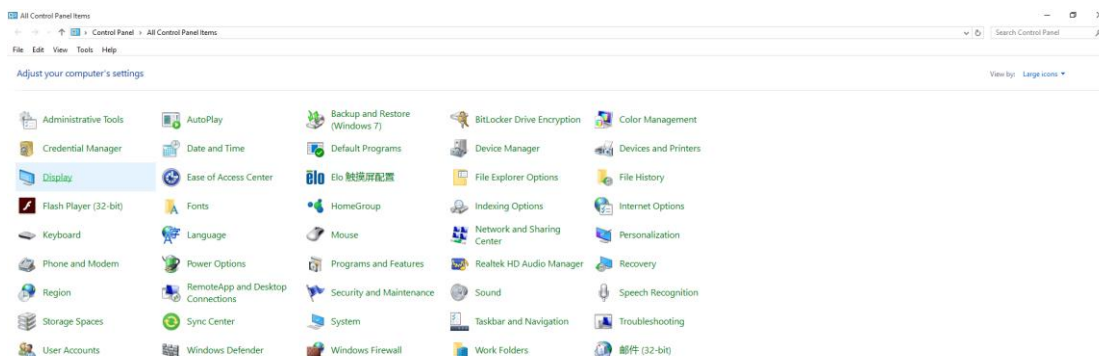 All Control Panel Items
Control Panel > All Control Panel Items
Search Control Panel
File Edit View Tools Help
Adjust your computer's settings
View by: Large icons
Administrative Tools
AutoPlay
Backup and Restore
(Windows 7)
BitLocker Drive Encryption
Color Management
Credential Manager
Date and Time
Default Programs
Device Manager
Devices and Printers
Display
Ease of Access Center
elo
Elo 触摸屏配置
File Explorer Options
File History
Flash Player (32-bit)
Fonts
HomeGroup
Indexing Options
Internet Options
Keyboard
Language
Mouse
Network and Sharing
Center
Personalization
Phone and Modem
Power Options
Programs and Features
Realtek HD Audio Manager
Recovery
Region
RemoteApp and Desktop
Connections
Security and Maintenance
Sound
Speech Recognition
Storage Spaces
Sync Center
System
Taskbar and Navigation
Troubleshooting
User Accounts
Windows Defender
Windows Firewall
Work Folders
邮件 (32-bit)